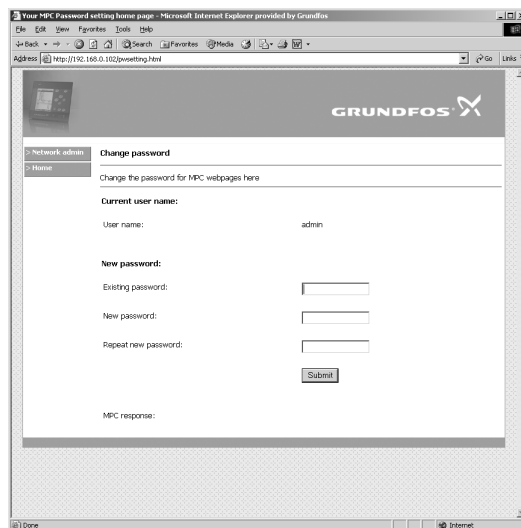 Your MPC Password setting home page - Microsoft Internet Explorer provided by Grundfos
File Edit View Favorites Tools Help
Back Search Favorites Media
Address http://192.168.0.102/pwsetting.html Go Links
GRUNDFOS
> Network admin
> Home
Change password
Change the password for MPC webpages here
Current user name:
User name: admin
New password:
Existing password:
New password:
Repeat new password:
Submit
MPC response:
Done Internet